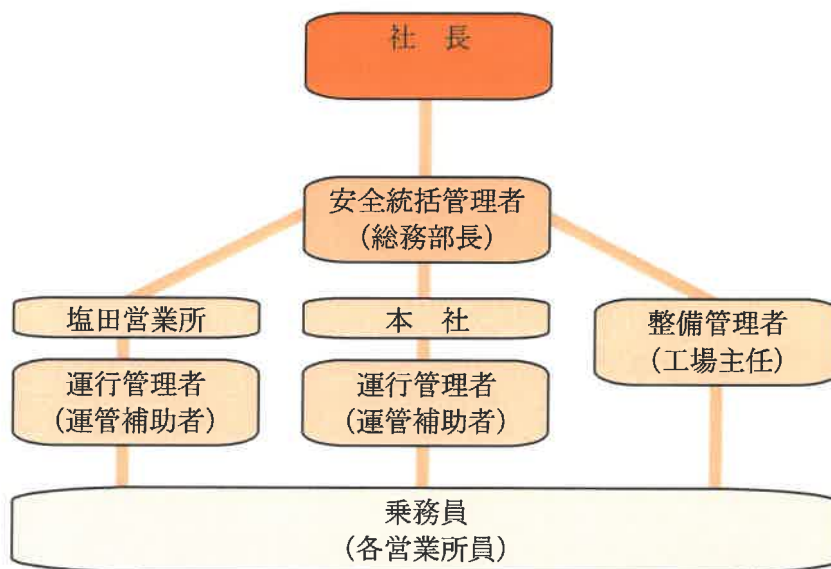 社　長
安全統括管理者
（総務部長）
塩田営業所
本　社
整備管理者
（工場主任）
運行管理者
（運管補助者）
運行管理者
（運管補助者）
乗務員
（各営業所員）